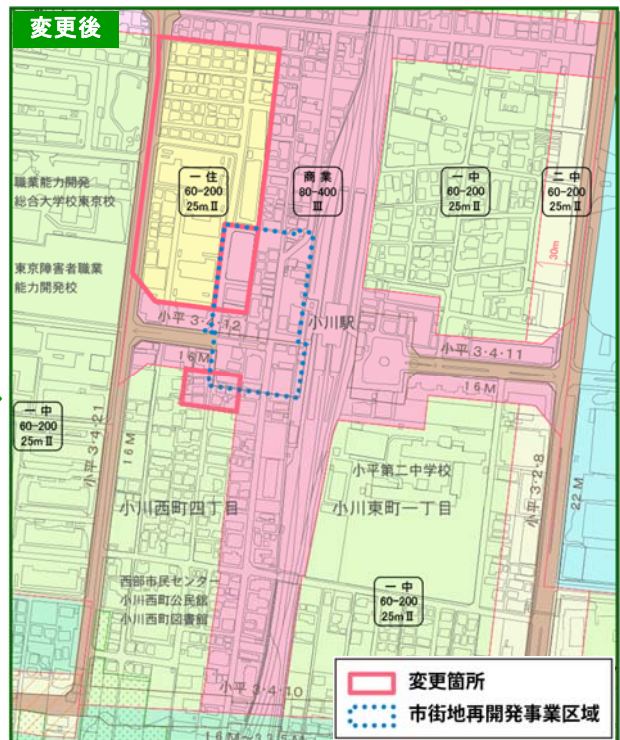 変更後
職業能力開発
総合大学校東京校
東京障害者職業
能力開発校
一住
60-200
25mⅡ
商業
80-400
Ⅲ
一中
60-200
25mⅡ
二中
60-200
25mⅡ
30m
小川駅
小平3・4・12
16M
小平3・4・11
16M
一中
60-200
25mⅡ
小平3・4・21
16M
小川西町四丁目
小平第二中学校
小川東町一丁目
小平3・2・8
22M
西部市民センター
小川西町公民館
小川西町図書館
一中
60-200
25mⅡ
小平3・4・10
変更箇所
市街地再開発事業区域